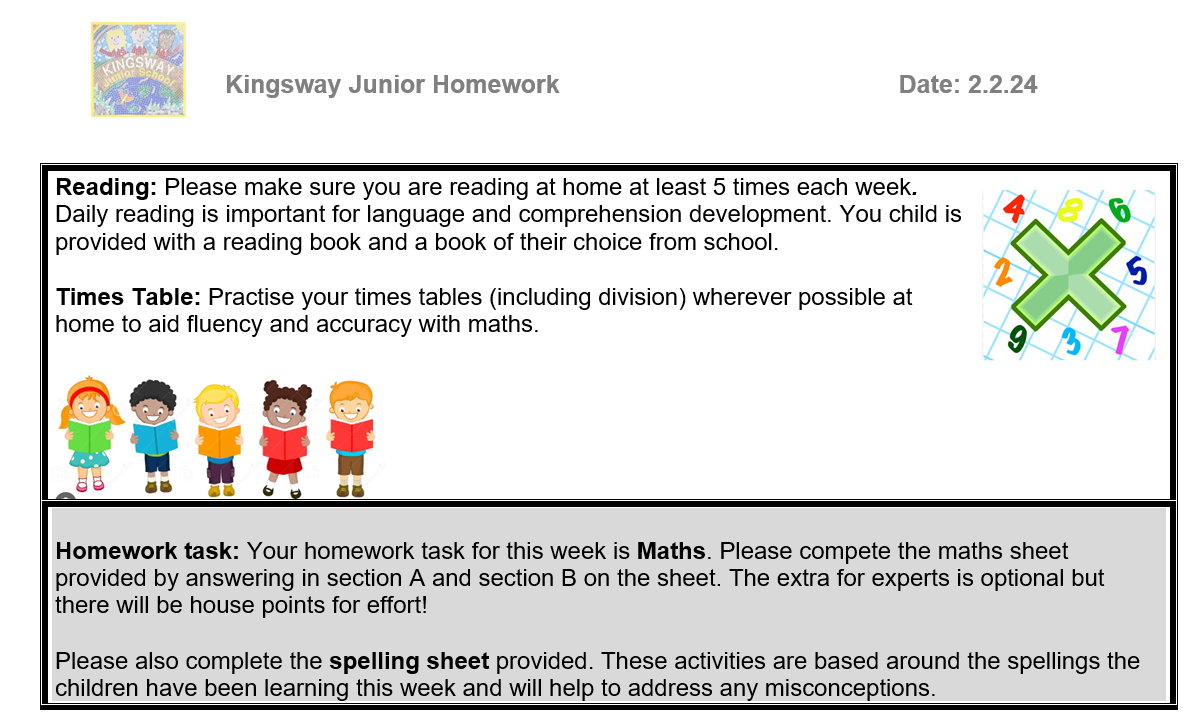 KINGSWAY
Junior School
Kingsway Junior Homework Date: 2.2.24
Reading: Please make sure you are reading at home at least 5 times each week.
Daily reading is important for language and comprehension development. You child is
provided with a reading book and a book of their choice from school.
Times Table: Practise your times tables (including division) wherever possible at
home to aid fluency and accuracy with maths.
4 8 6
2 5
9 3 7
Homework task: Your homework task for this week is Maths. Please compete the maths sheet
provided by answering in section A and section B on the sheet. The extra for experts is optional but
there will be house points for effort!
Please also complete the spelling sheet provided. These activities are based around the spellings the
children have been learning this week and will help to address any misconceptions.